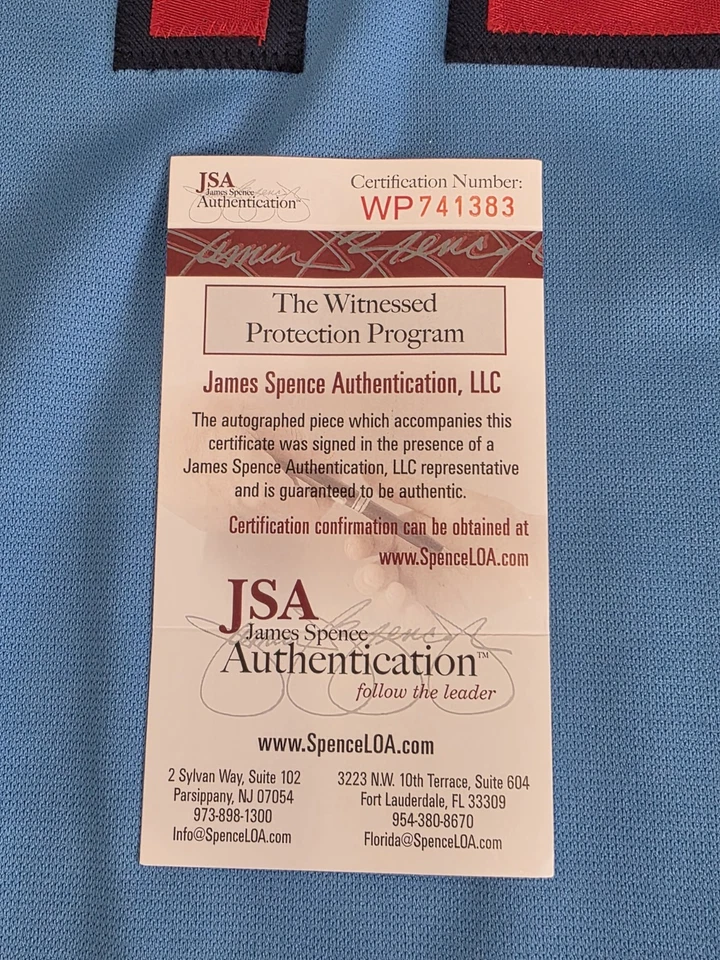 JSA
James Spence
Authentication™
Certification Number:
WP741383
James Spence
The Witnessed
Protection Program
James Spence Authentication, LLC
The autographed piece which accompanies this
certificate was signed in the presence of a
James Spence Authentication, LLC representative
and is guaranteed to be authentic.
Certification confirmation can be obtained at
www.SpenceLOA.com
JSA
James Spence
Authentication™
follow the leader
www.SpenceLOA.com
2 Sylvan Way, Suite 102
Parsippany, NJ 07054
973-898-1300
Info@SpenceLOA.com
3223 N.W. 10th Terrace, Suite 604
Fort Lauderdale, FL 33309
954-380-8670
Florida@SpenceLOA.com